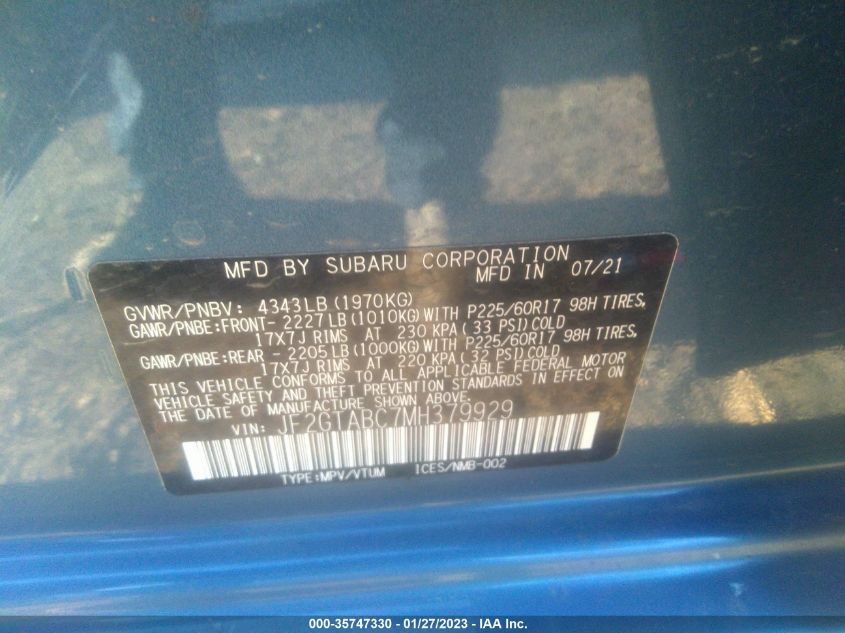 MFD BY SUBARU CORPORATION
MFD IN 07/21
GVWR/PNBV: 4343LB (1970KG)
GAWR/PNBE:FRONT- 2227LB (1010KG) WITH P225/60R17 98H TIRES,
17X7J RIMS AT 230 KPA (33 PSI) COLD
GAWR/PNBE:REAR - 2205LB (1000KG) WITH P225/60R17 98H TIRES,
17X7J RIMS AT 220 KPA (32 PSI) COLD
THIS VEHICLE CONFORMS TO ALL APPLICABLE FEDERAL MOTOR
VEHICLE SAFETY AND THEFT PREVENTION STANDARDS IN EFFECT ON
THE DATE OF MANUFACTURE SHOWN ABOVE.
VIN: JF2GTABC7MH379929
TYPE:MPV/VTUM ICES/NMB-002
000-35747330 - 01/27/2023 - IAA Inc.